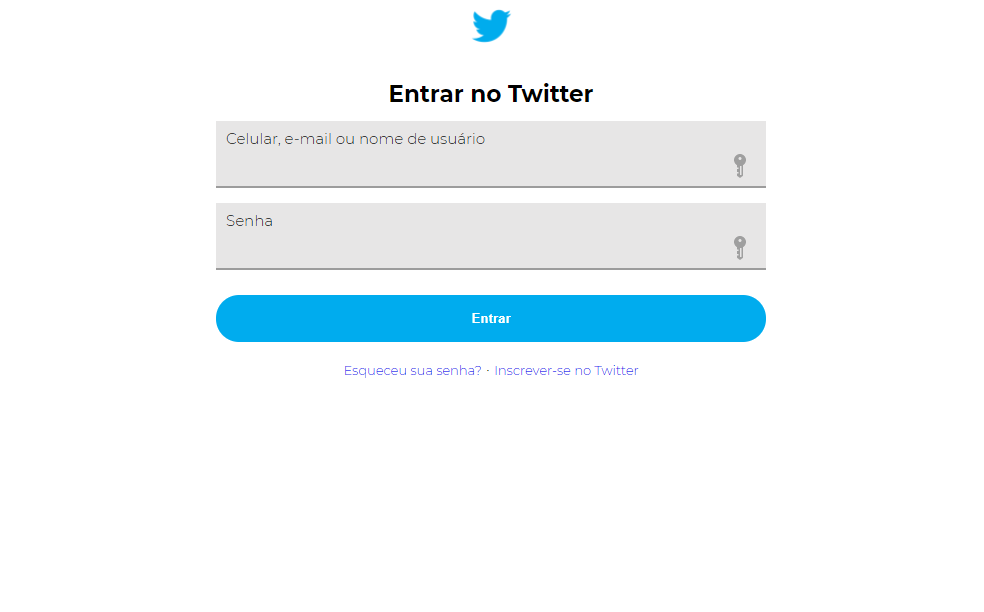 Entrar no Twitter
Celular, e-mail ou nome de usuário
Senha
Entrar
Esqueceu sua senha? · Inscrever-se no Twitter